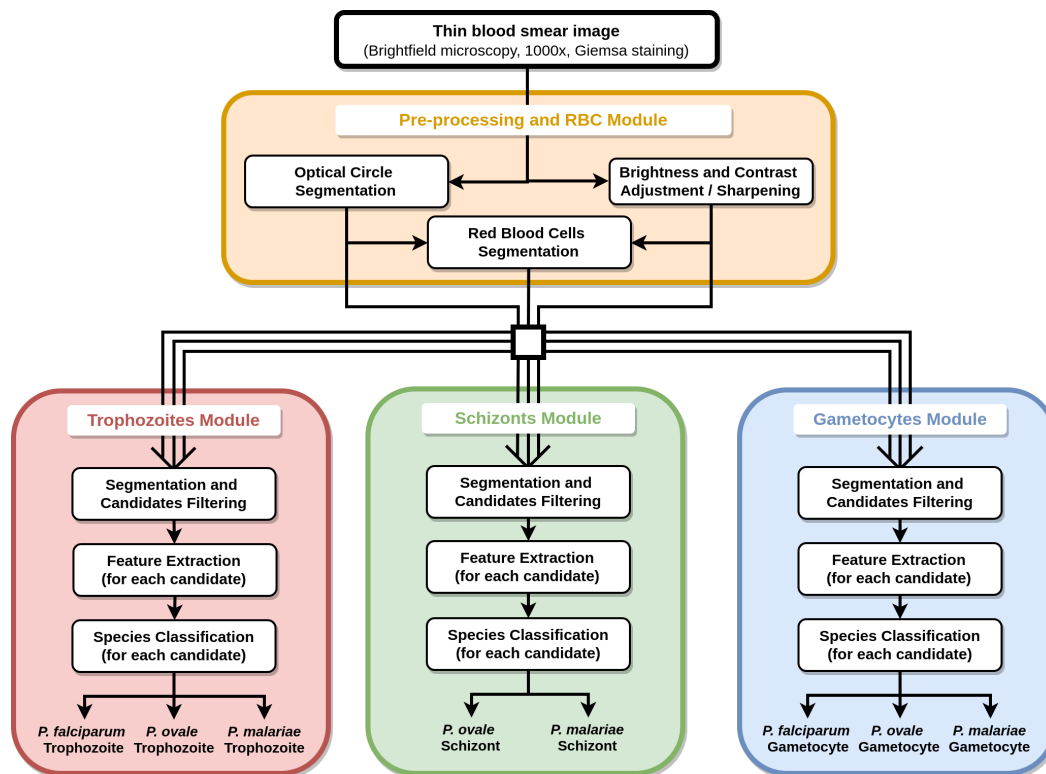 Thin blood smear image
(Brightfield microscopy, 1000x, Giemsa staining)
Pre-processing and RBC Module
Optical Circle
Segmentation
Brightness and Contrast
Adjustment / Sharpening
Red Blood Cells
Segmentation
Trophozoites Module
Segmentation and
Candidates Filtering
Feature Extraction
(for each candidate)
Species Classification
(for each candidate)
P. falciparum
Trophozoite
P. ovale
Trophozoite
P. malariae
Trophozoite
Schizonts Module
Segmentation and
Candidates Filtering
Feature Extraction
(for each candidate)
Species Classification
(for each candidate)
P. ovale
Schizont
P. malariae
Schizont
Gametocytes Module
Segmentation and
Candidates Filtering
Feature Extraction
(for each candidate)
Species Classification
(for each candidate)
P. falciparum
Gametocyte
P. ovale
Gametocyte
P. malariae
Gametocyte